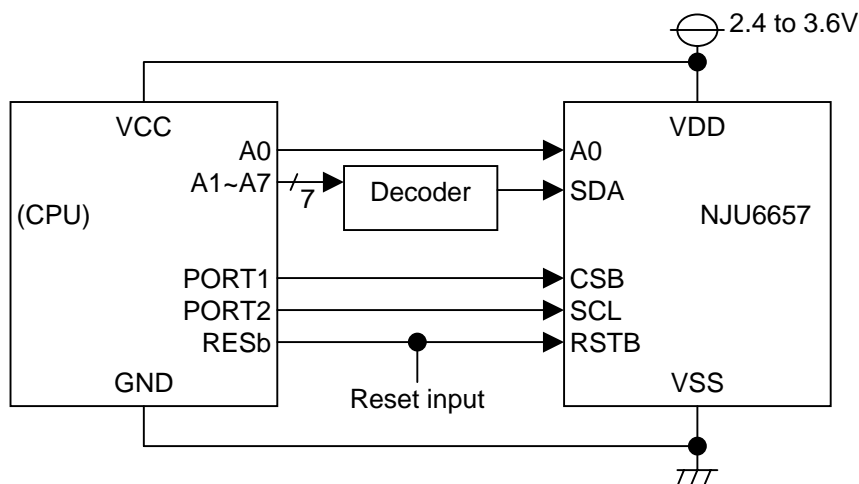 2.4 to 3.6V
VCC
VDD
A0
A0
A1~A7
7
Decoder
SDA
(CPU)
NJU6657
PORT1
CSB
PORT2
SCL
RESb
RSTB
GND
Reset input
VSS